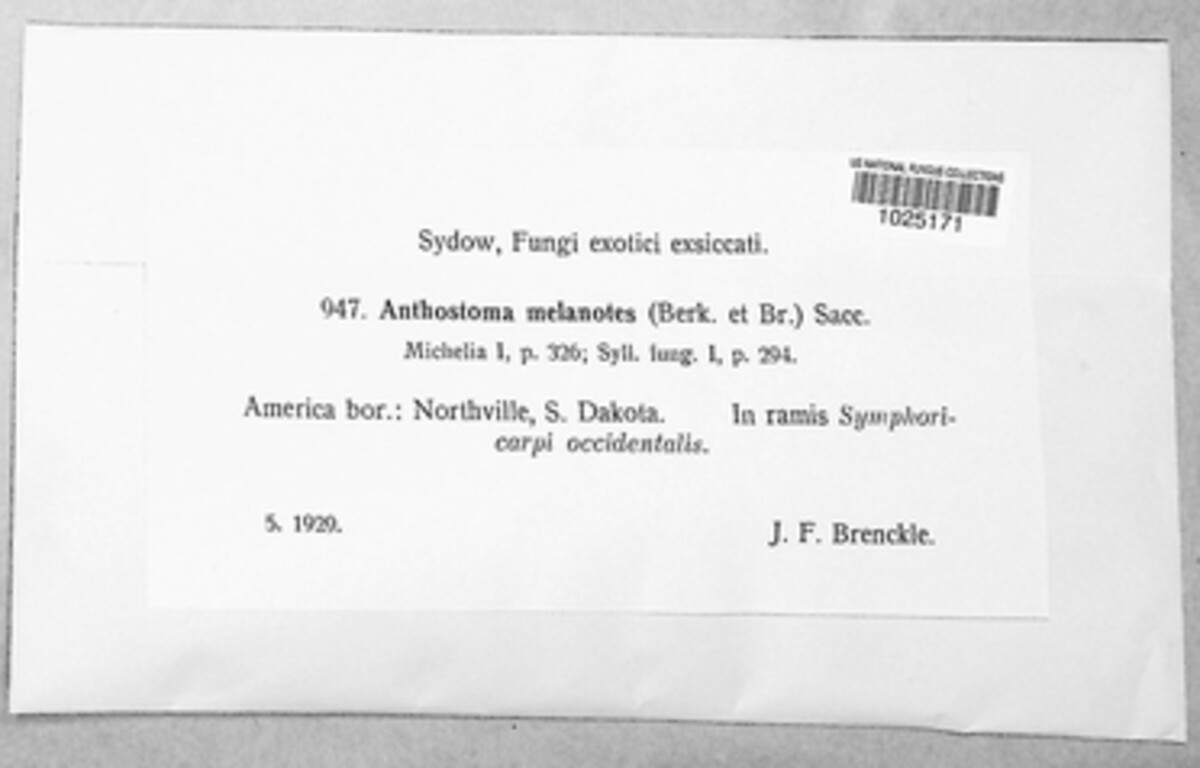 US NATIONAL FUNGUS COLLECTIONS
1025171
Sydow, Fungi exotici exsiccati.
947. Anthostoma melanotes (Berk. et Br.) Sacc.
Michelia I, p. 326; Syll. fung. I, p. 294.
America bor.: Northville, S. Dakota. In ramis Symphori-
carpi occidentalis.
5. 1929. J. F. Brenckle.